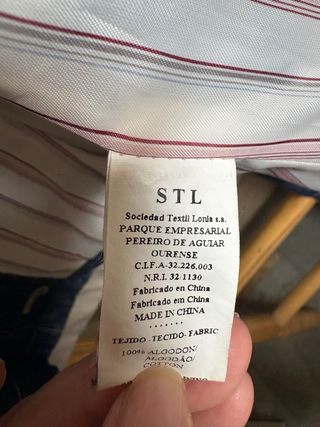 STL
Sociedad Textil Lonia s.a.
PARQUE EMPRESARIAL
PEREIRO DE AGUIAR
OURENSE
C.I.F.A-32.226.003
N.R.I. 32/1130
Fabricado en China
Fabricado em China
MADE IN CHINA
.......
TEJIDO -TECIDO- FABRIC
100% ALGODON/
ALGODÃO/
COTTON